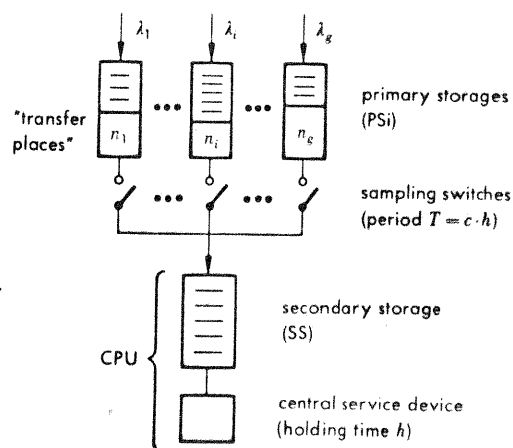 λ1 λi λg
primary storages
(PSi)
"transfer
places"
n1 ni ng
sampling switches
(period T = c·h)
secondary storage
(SS)
CPU
central service device
(holding time h)